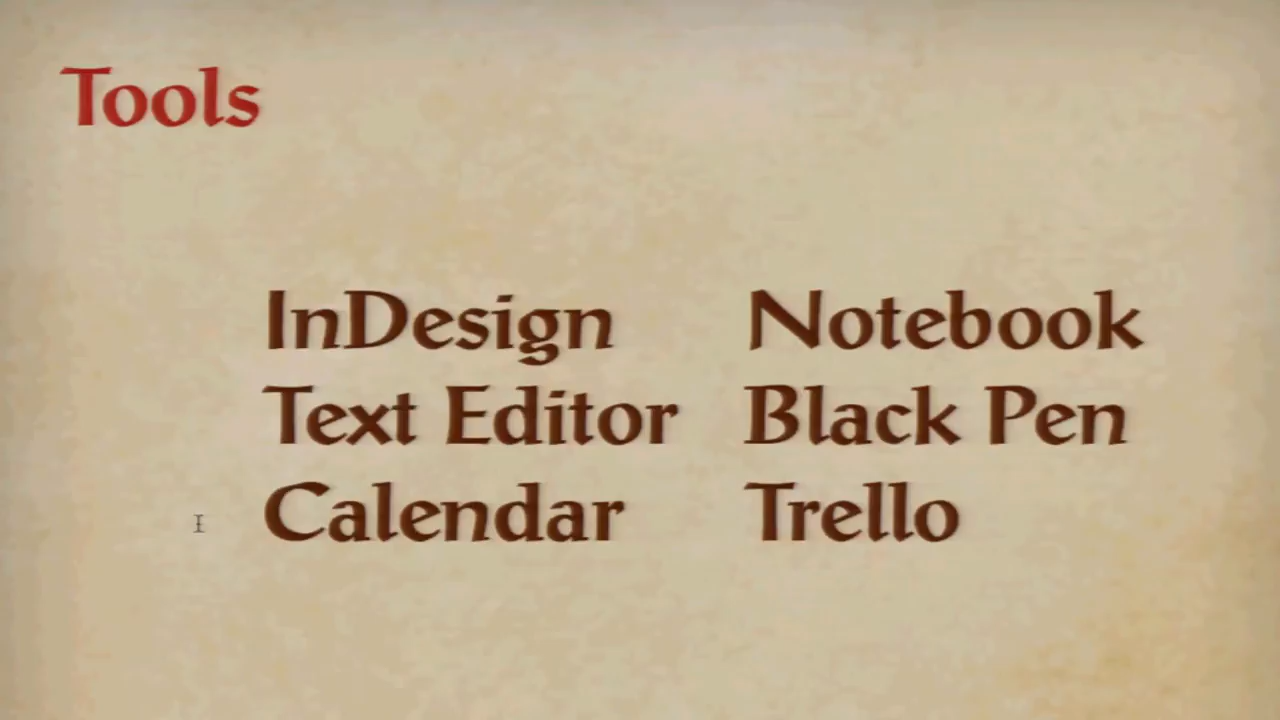 Tools
InDesign
Text Editor
Calendar
Notebook
Black Pen
Trello